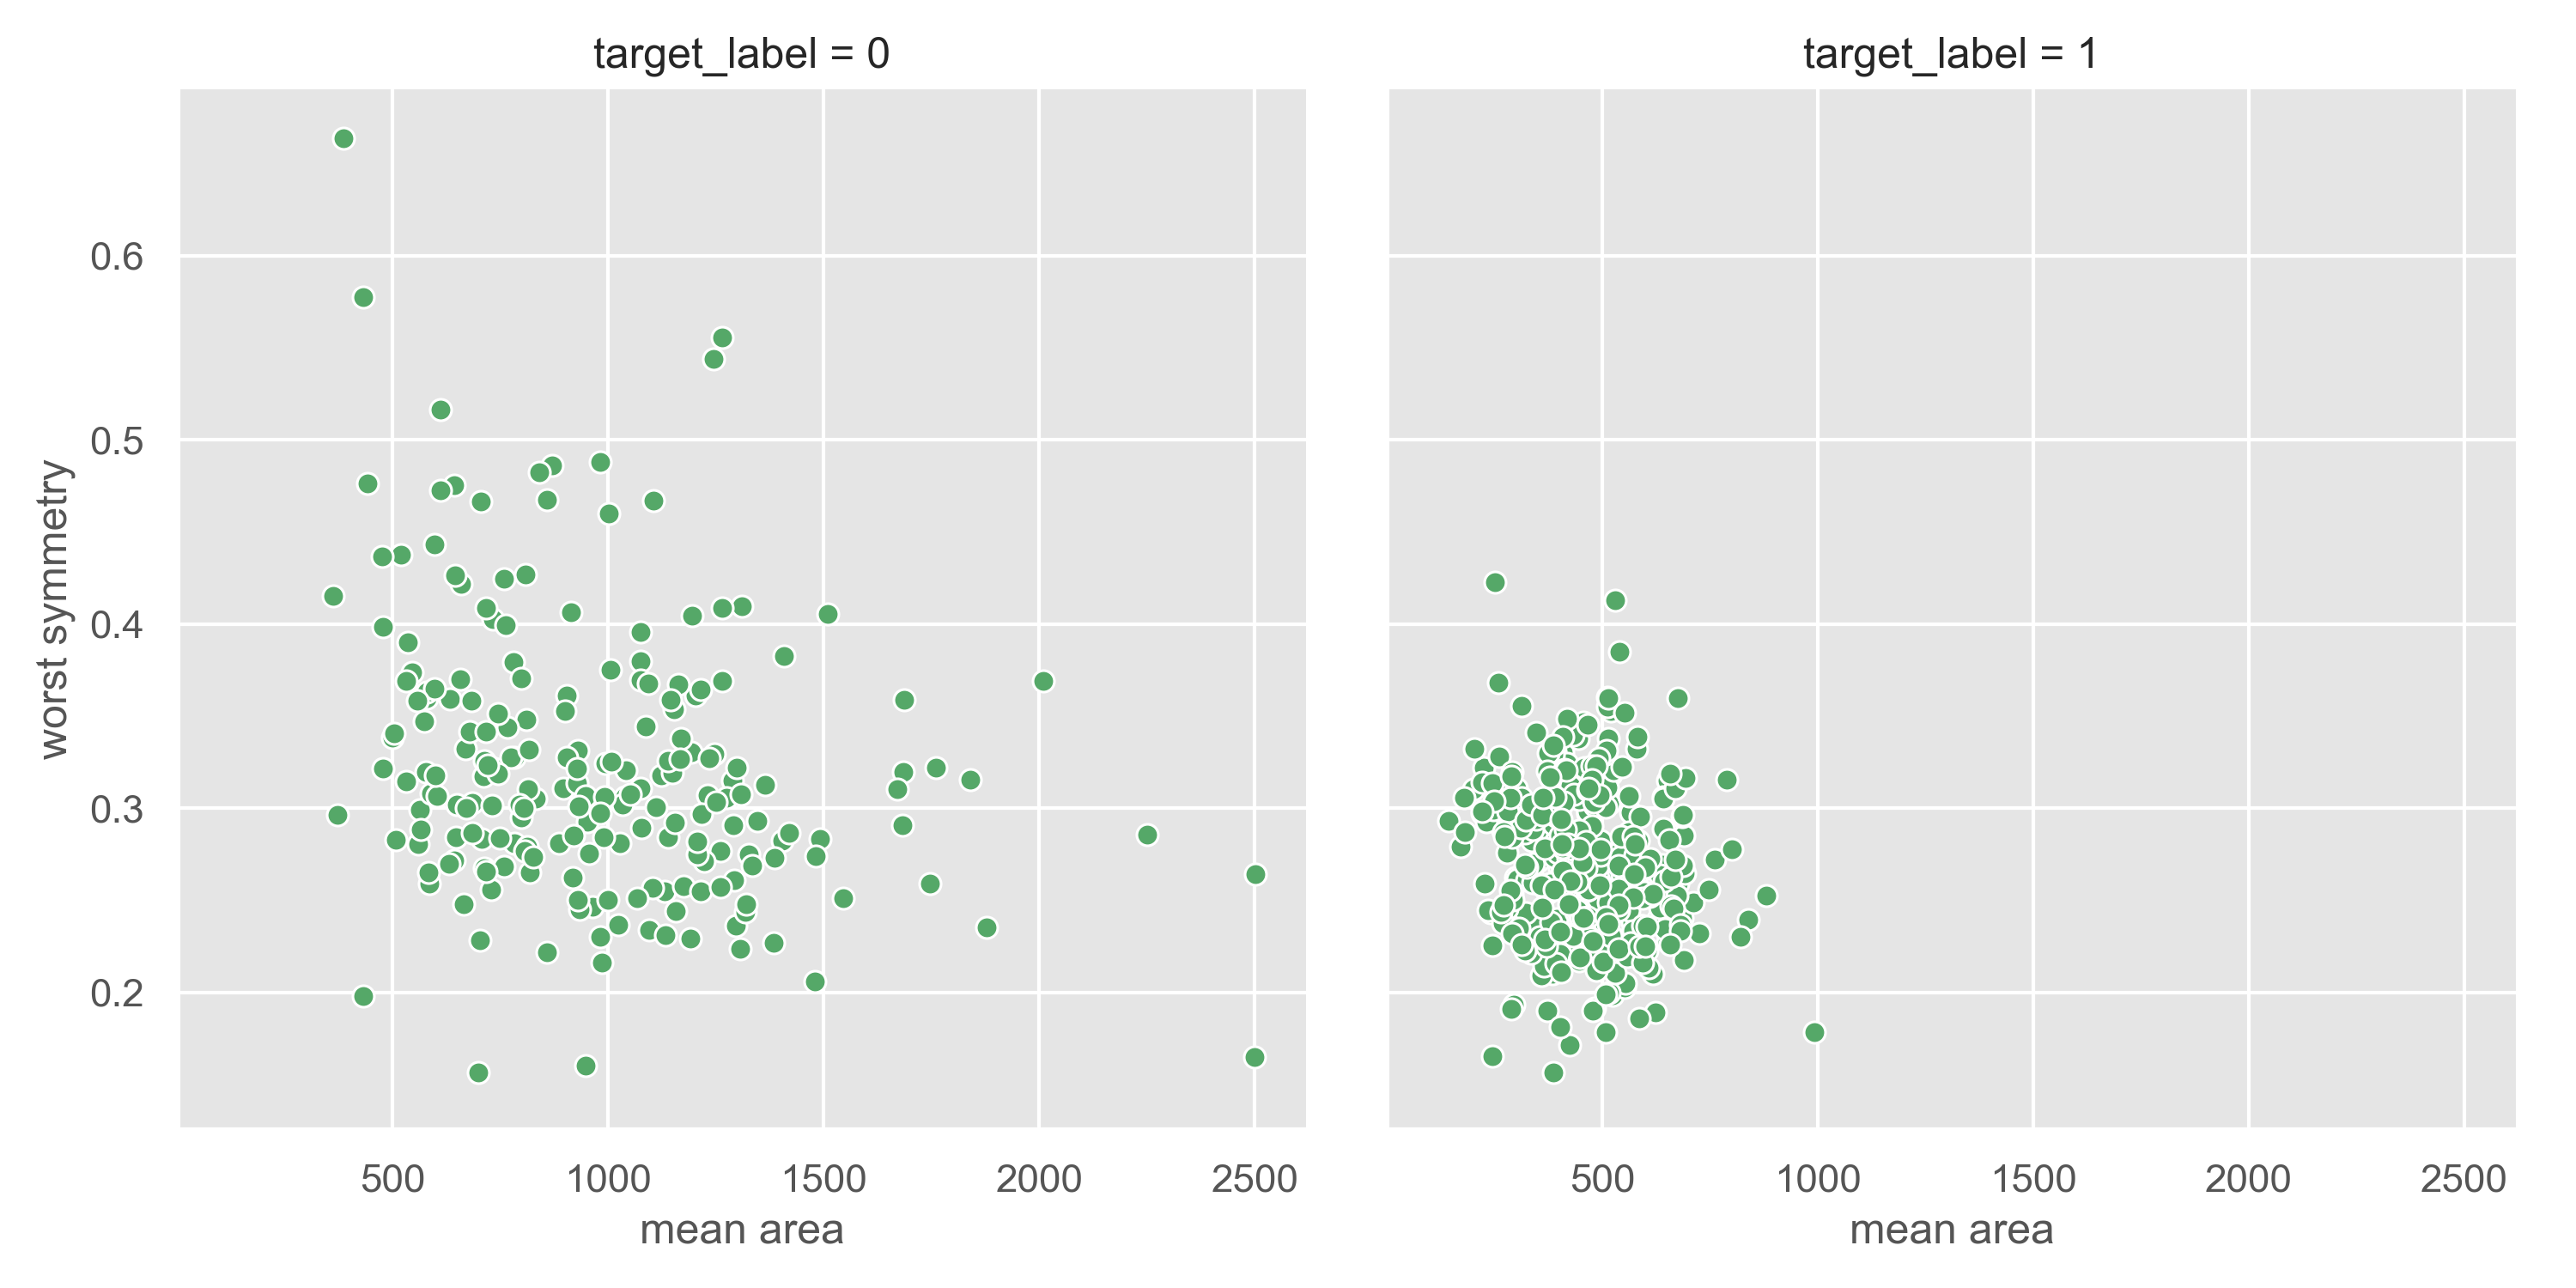 target_label = 0
target_label = 1
worst symmetry
0.6
0.5
0.4
0.3
0.2
500 1000 1500 2000 2500
500 1000 1500 2000 2500
mean area
mean area